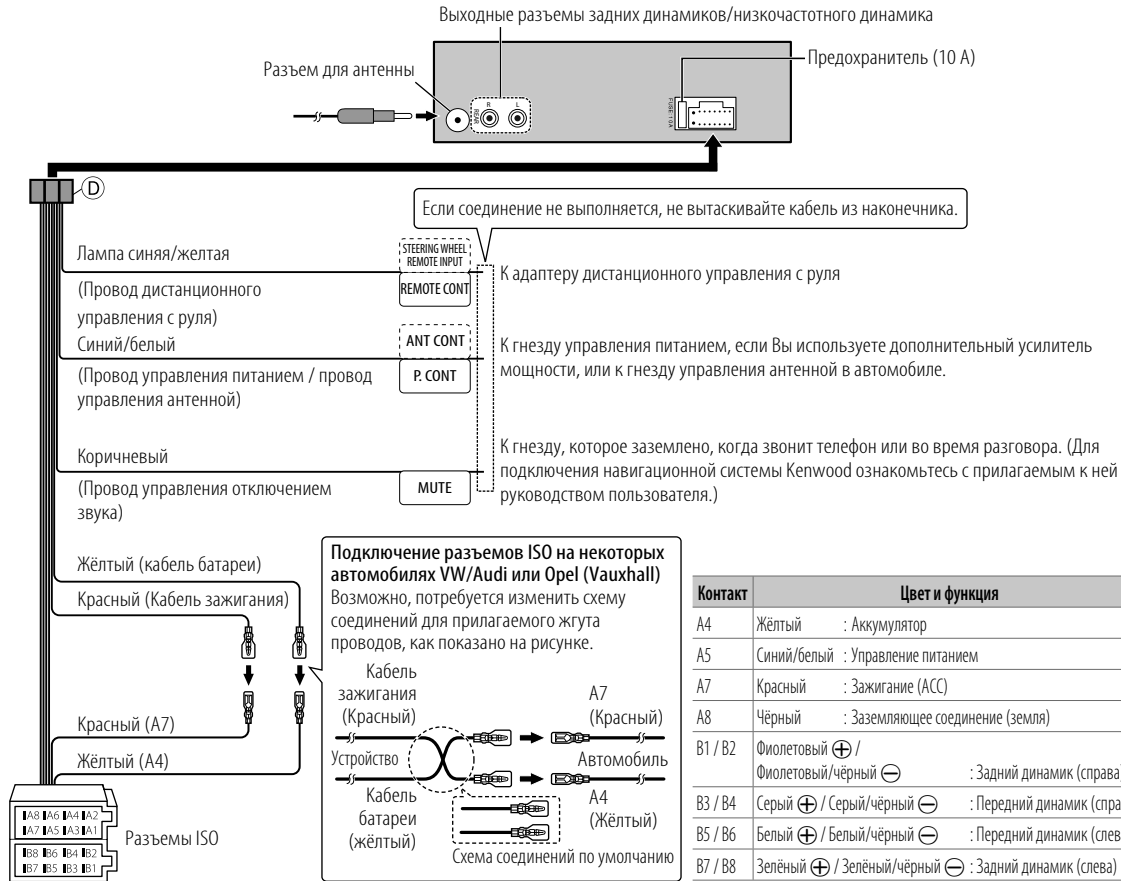 Выходные разъемы задних динамиков/низкочастотного динамика
Предохранитель (10 A)
Разъем для антенны
REAR
R
L
FUSE 10A
D
Если соединение не выполняется, не вытаскивайте кабель из наконечника.
Лампа синяя/желтая
STEERING WHEEL
REMOTE INPUT
К адаптеру дистанционного управления с руля
(Провод дистанционного
управления с руля)
REMOTE CONT
Синий/белый
ANT CONT
К гнезду управления питанием, если Вы используете дополнительный усилитель
мощности, или к гнезду управления антенной в автомобиле.
(Провод управления питанием / провод
управления антенной)
P. CONT
Коричневый
К гнезду, которое заземлено, когда звонит телефон или во время разговора. (Для
подключения навигационной системы Kenwood ознакомьтесь с прилагаемым к ней
руководством пользователя.)
(Провод управления отключением
звука)
MUTE
Жёлтый (кабель батареи)
Красный (Кабель зажигания)
Красный (A7)
Жёлтый (A4)
A8 A6 A4 A2
A7 A5 A3 A1
B8 B6 B4 B2
B7 B5 B3 B1
Разъемы ISO
Подключение разъемов ISO на некоторых
автомобилях VW/Audi или Opel (Vauxhall)
Возможно, потребуется изменить схему
соединений для прилагаемого жгута
проводов, как показано на рисунке.
Кабель
зажигания
(Красный)
A7
(Красный)
Устройство
Автомобиль
Кабель
батареи
(жёлтый)
A4
(Жёлтый)
Схема соединений по умолчанию
Контакт Цвет и функция
A4 Жёлтый : Аккумулятор
A5 Синий/белый : Управление питанием
A7 Красный : Зажигание (ACC)
A8 Чёрный : Заземляющее соединение (земля)
B1 / B2 Фиолетовый ⊕ /
Фиолетовый/чёрный ⊖ : Задний динамик (справа
B3 / B4 Серый ⊕ / Серый/чёрный ⊖ : Передний динамик (спра
B5 / B6 Белый ⊕ / Белый/чёрный ⊖ : Передний динамик (слев
B7 / B8 Зелёный ⊕ / Зелёный/чёрный ⊖ : Задний динамик (слева)